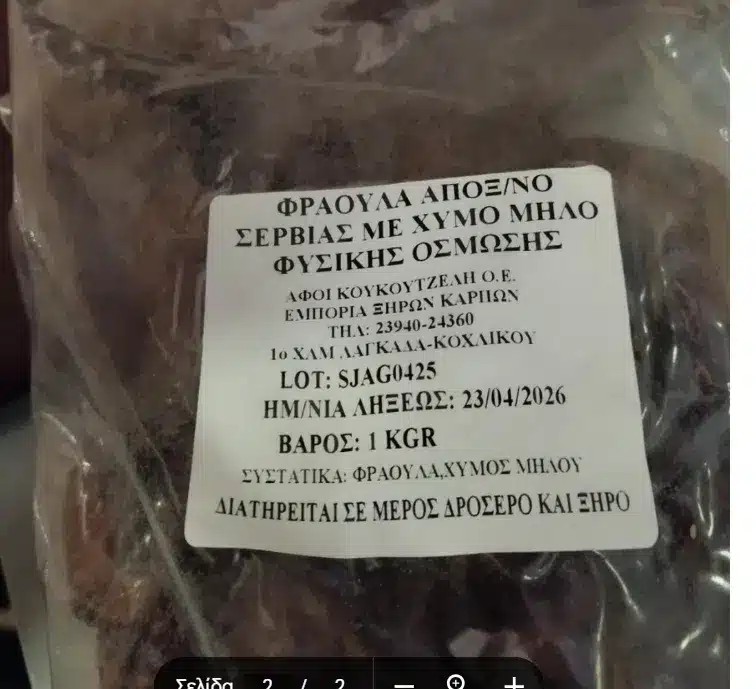 ΦΡΑΟΥΛΑ ΑΠΟΞ/ΝΟ
ΣΕΡΒΙΑΣ ΜΕ ΧΥΜΟ ΜΗΛΟ
ΦΥΣΙΚΗΣ ΟΣΜΩΣΗΣ
ΑΦΟΙ ΚΟΥΚΟΥΤΖΕΛΗ Ο.Ε.
ΕΜΠΟΡΙΑ ΞΗΡΩΝ ΚΑΡΠΩΝ
ΤΗΛ: 23940-24360
1ο ΧΛΜ ΛΑΓΚΑΔΑ-ΚΟΧΛΙΚΟΥ
LOT: SJAG0425
ΗΜ/ΝΙΑ ΛΗΞΕΩΣ: 23/04/2026
ΒΑΡΟΣ: 1 KGR
ΣΥΣΤΑΤΙΚΑ: ΦΡΑΟΥΛΑ,ΧΥΜΟΣ ΜΗΛΟΥ
ΔΙΑΤΗΡΕΙΤΑΙ ΣΕ ΜΕΡΟΣ ΔΡΟΣΕΡΟ ΚΑΙ ΞΗΡΟ
Σελίδα 2 / 2